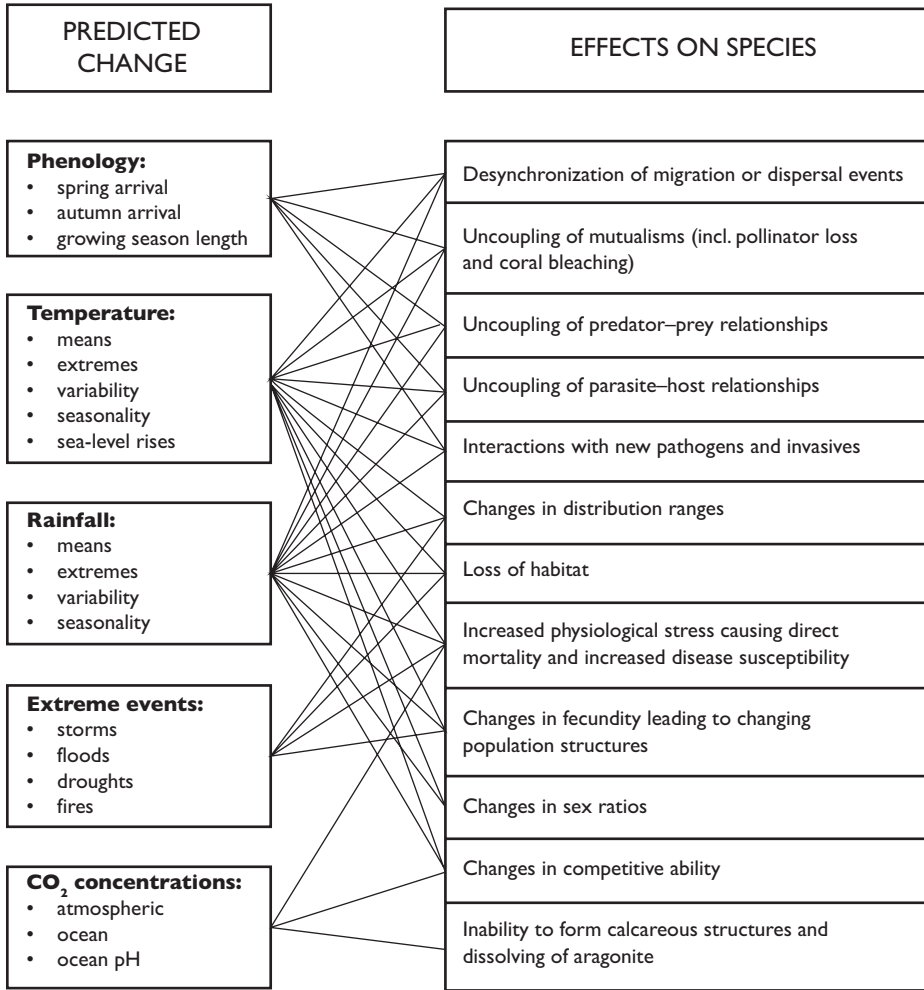 PREDICTED
CHANGE
EFFECTS ON SPECIES
Phenology:
• spring arrival
• autumn arrival
• growing season length
Temperature:
• means
• extremes
• variability
• seasonality
• sea-level rises
Rainfall:
• means
• extremes
• variability
• seasonality
Extreme events:
• storms
• floods
• droughts
• fires
CO₂ concentrations:
• atmospheric
• ocean
• ocean pH
Desynchronization of migration or dispersal events
Uncoupling of mutualisms (incl. pollinator loss
and coral bleaching)
Uncoupling of predator–prey relationships
Uncoupling of parasite–host relationships
Interactions with new pathogens and invasives
Changes in distribution ranges
Loss of habitat
Increased physiological stress causing direct
mortality and increased disease susceptibility
Changes in fecundity leading to changing
population structures
Changes in sex ratios
Changes in competitive ability
Inability to form calcareous structures and
dissolving of aragonite